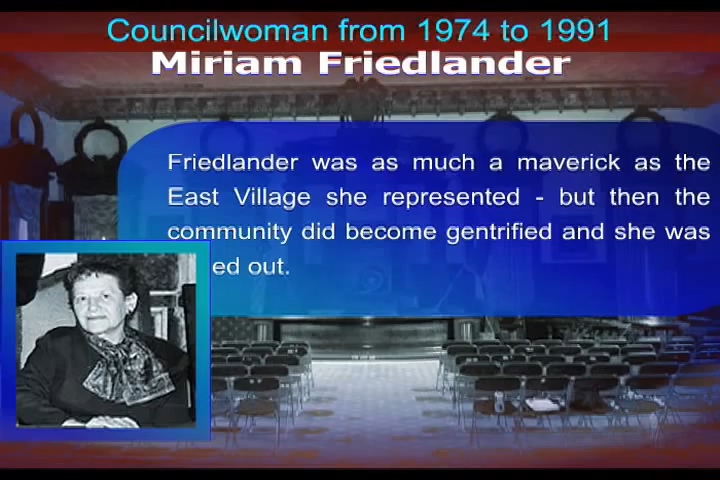 Councilwoman from 1974 to 1991
Miriam Friedlander
Friedlander was as much a maverick as the
East Village she represented - but then the
community did become gentrified and she was
out.